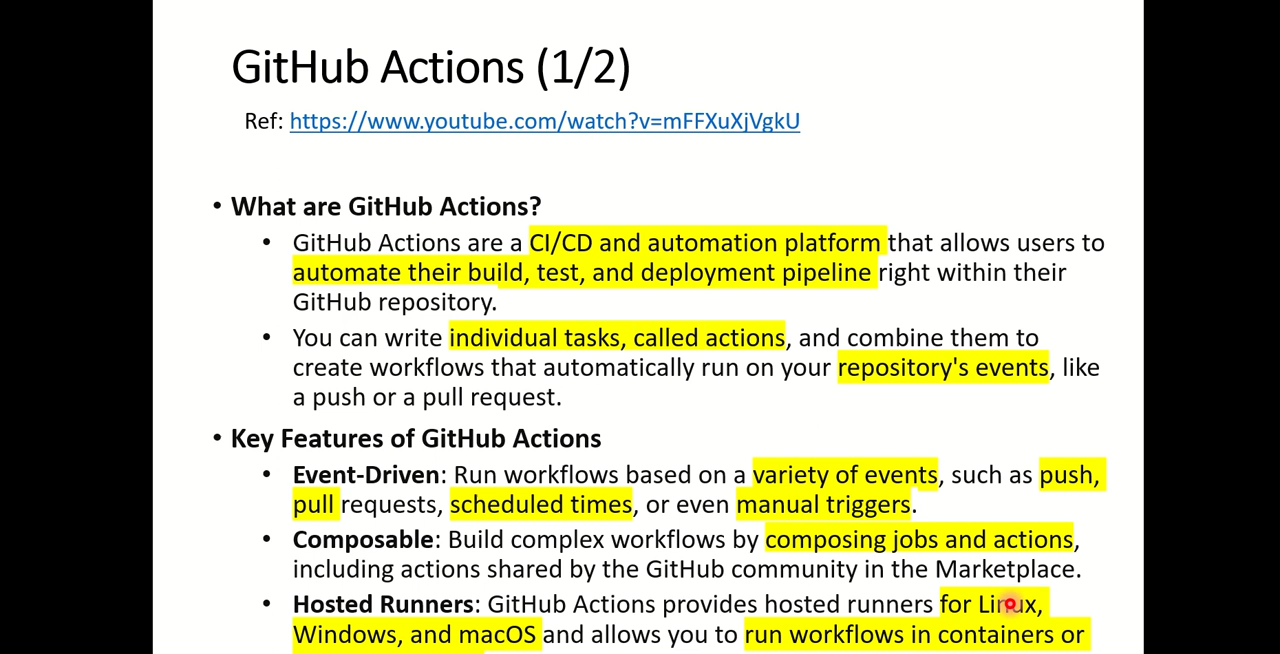 GitHub Actions (1/2)
Ref: https://www.youtube.com/watch?v=mFFXuXjVgkU
• What are GitHub Actions?
• GitHub Actions are a CI/CD and automation platform that allows users to
automate their build, test, and deployment pipeline right within their
GitHub repository.
• You can write individual tasks, called actions, and combine them to
create workflows that automatically run on your repository's events, like
a push or a pull request.
• Key Features of GitHub Actions
• Event-Driven: Run workflows based on a variety of events, such as push,
pull requests, scheduled times, or even manual triggers.
• Composable: Build complex workflows by composing jobs and actions,
including actions shared by the GitHub community in the Marketplace.
• Hosted Runners: GitHub Actions provides hosted runners for Linux,
Windows, and macOS and allows you to run workflows in containers or